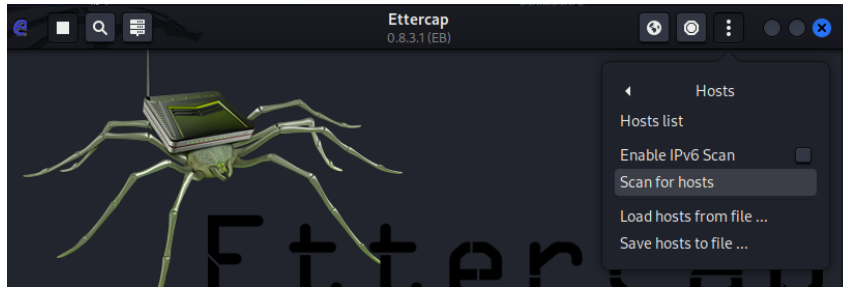 Ettercap
0.8.3.1 (EB)
Hosts
Hosts list
Enable IPv6 Scan
Scan for hosts
Load hosts from file ...
Save hosts to file ...
Ettercap